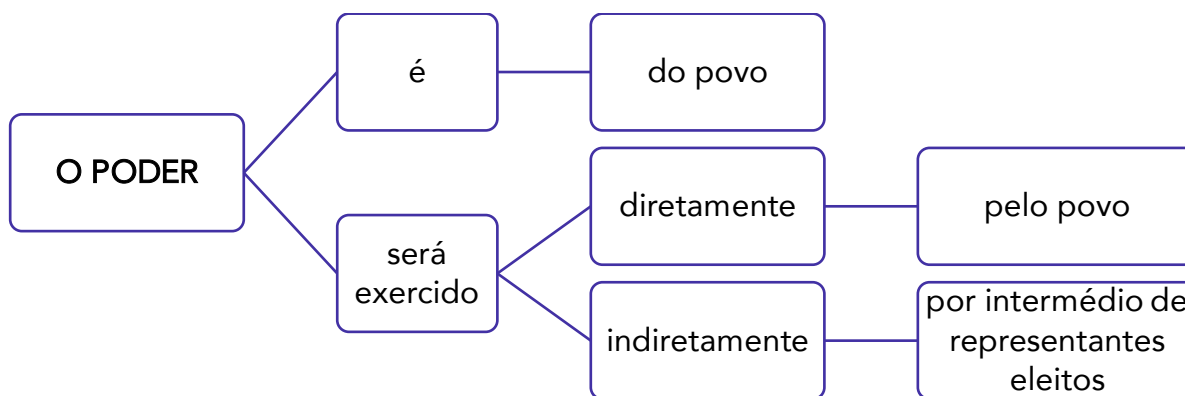 O PODER
é
do povo
será
exercido
diretamente
pelo povo
indiretamente
por intermédio de
representantes
eleitos